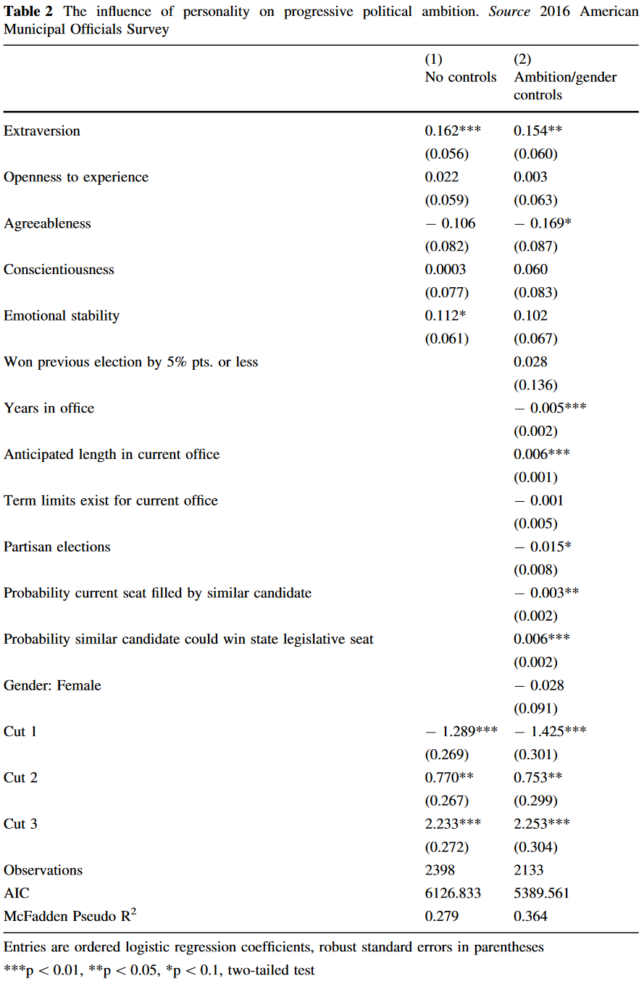 Table 2 The influence of personality on progressive political ambition. Source 2016 American
Municipal Officials Survey
(1) (2)
No controls Ambition/gender
controls
Extraversion 0.162*** 0.154**
(0.056) (0.060)
Openness to experience 0.022 0.003
(0.059) (0.063)
Agreeableness − 0.106 − 0.169*
(0.082) (0.087)
Conscientiousness 0.0003 0.060
(0.077) (0.083)
Emotional stability 0.112* 0.102
(0.061) (0.067)
Won previous election by 5% pts. or less 0.028
(0.136)
Years in office − 0.005***
(0.002)
Anticipated length in current office 0.006***
(0.001)
Term limits exist for current office − 0.001
(0.005)
Partisan elections − 0.015*
(0.008)
Probability current seat filled by similar candidate − 0.003**
(0.002)
Probability similar candidate could win state legislative seat 0.006***
(0.002)
Gender: Female − 0.028
(0.091)
Cut 1 − 1.289*** − 1.425***
(0.269) (0.301)
Cut 2 0.770** 0.753**
(0.267) (0.299)
Cut 3 2.233*** 2.253***
(0.272) (0.304)
Observations 2398 2133
AIC 6126.833 5389.561
McFadden Pseudo R² 0.279 0.364
Entries are ordered logistic regression coefficients, robust standard errors in parentheses
***p < 0.01, **p < 0.05, *p < 0.1, two-tailed test